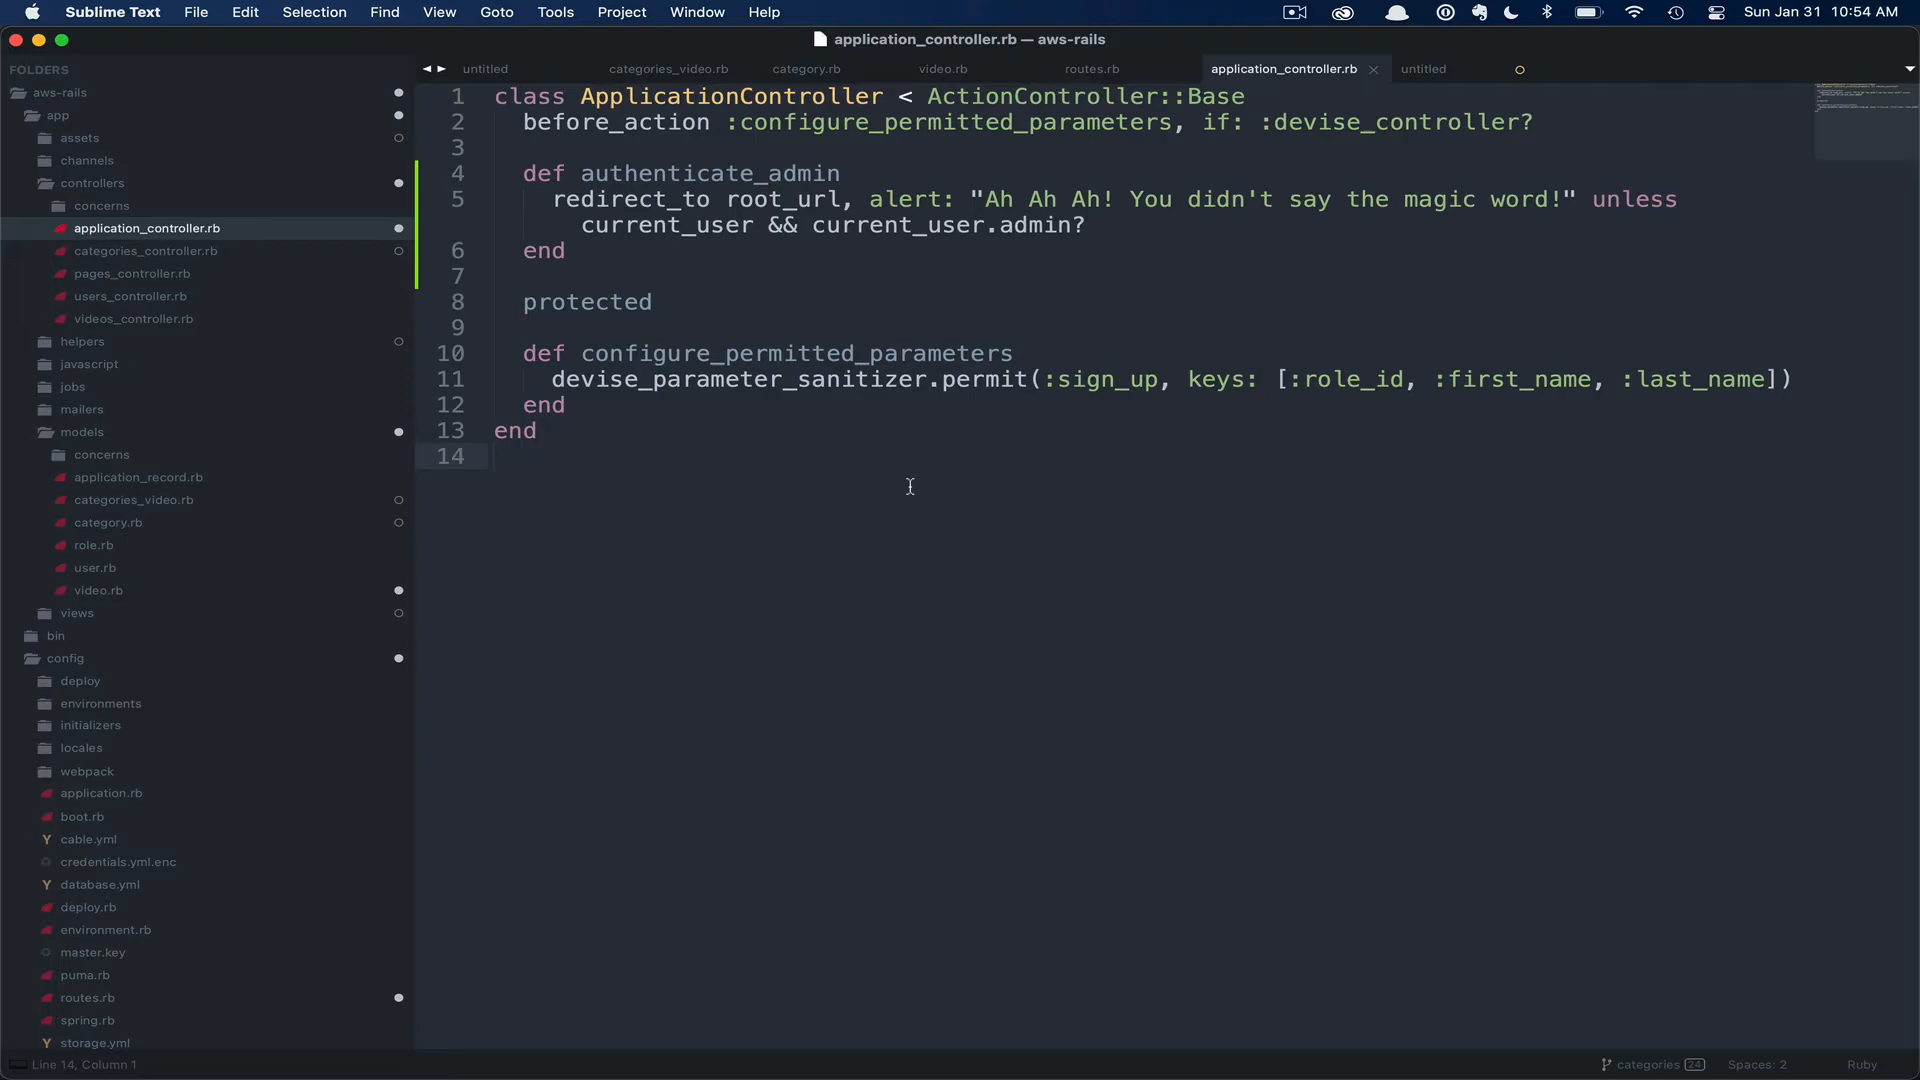 Sublime Text File Edit Selection Find View Goto Tools Project Window Help Sun Jan 31 10:54 AM
application_controller.rb — aws-rails
FOLDERS
aws-rails
app
assets
channels
controllers
concerns
application_controller.rb
categories_controller.rb
pages_controller.rb
users_controller.rb
videos_controller.rb
helpers
javascript
jobs
mailers
models
concerns
application_record.rb
categories_video.rb
category.rb
role.rb
user.rb
video.rb
views
bin
config
deploy
environments
initializers
locales
webpack
application.rb
boot.rb
cable.yml
credentials.yml.enc
database.yml
deploy.rb
environment.rb
master.key
puma.rb
routes.rb
spring.rb
storage.yml
untitled categories_video.rb category.rb video.rb routes.rb application_controller.rb untitled
1 class ApplicationController < ActionController::Base
2 before_action :configure_permitted_parameters, if: :devise_controller?
3
4 def authenticate_admin
5 redirect_to root_url, alert: "Ah Ah Ah! You didn't say the magic word!" unless
current_user && current_user.admin?
6 end
7
8 protected
9
10 def configure_permitted_parameters
11 devise_parameter_sanitizer.permit(:sign_up, keys: [:role_id, :first_name, :last_name])
12 end
13 end
14
Line 14, Column 1 categories 24 Spaces: 2 Ruby